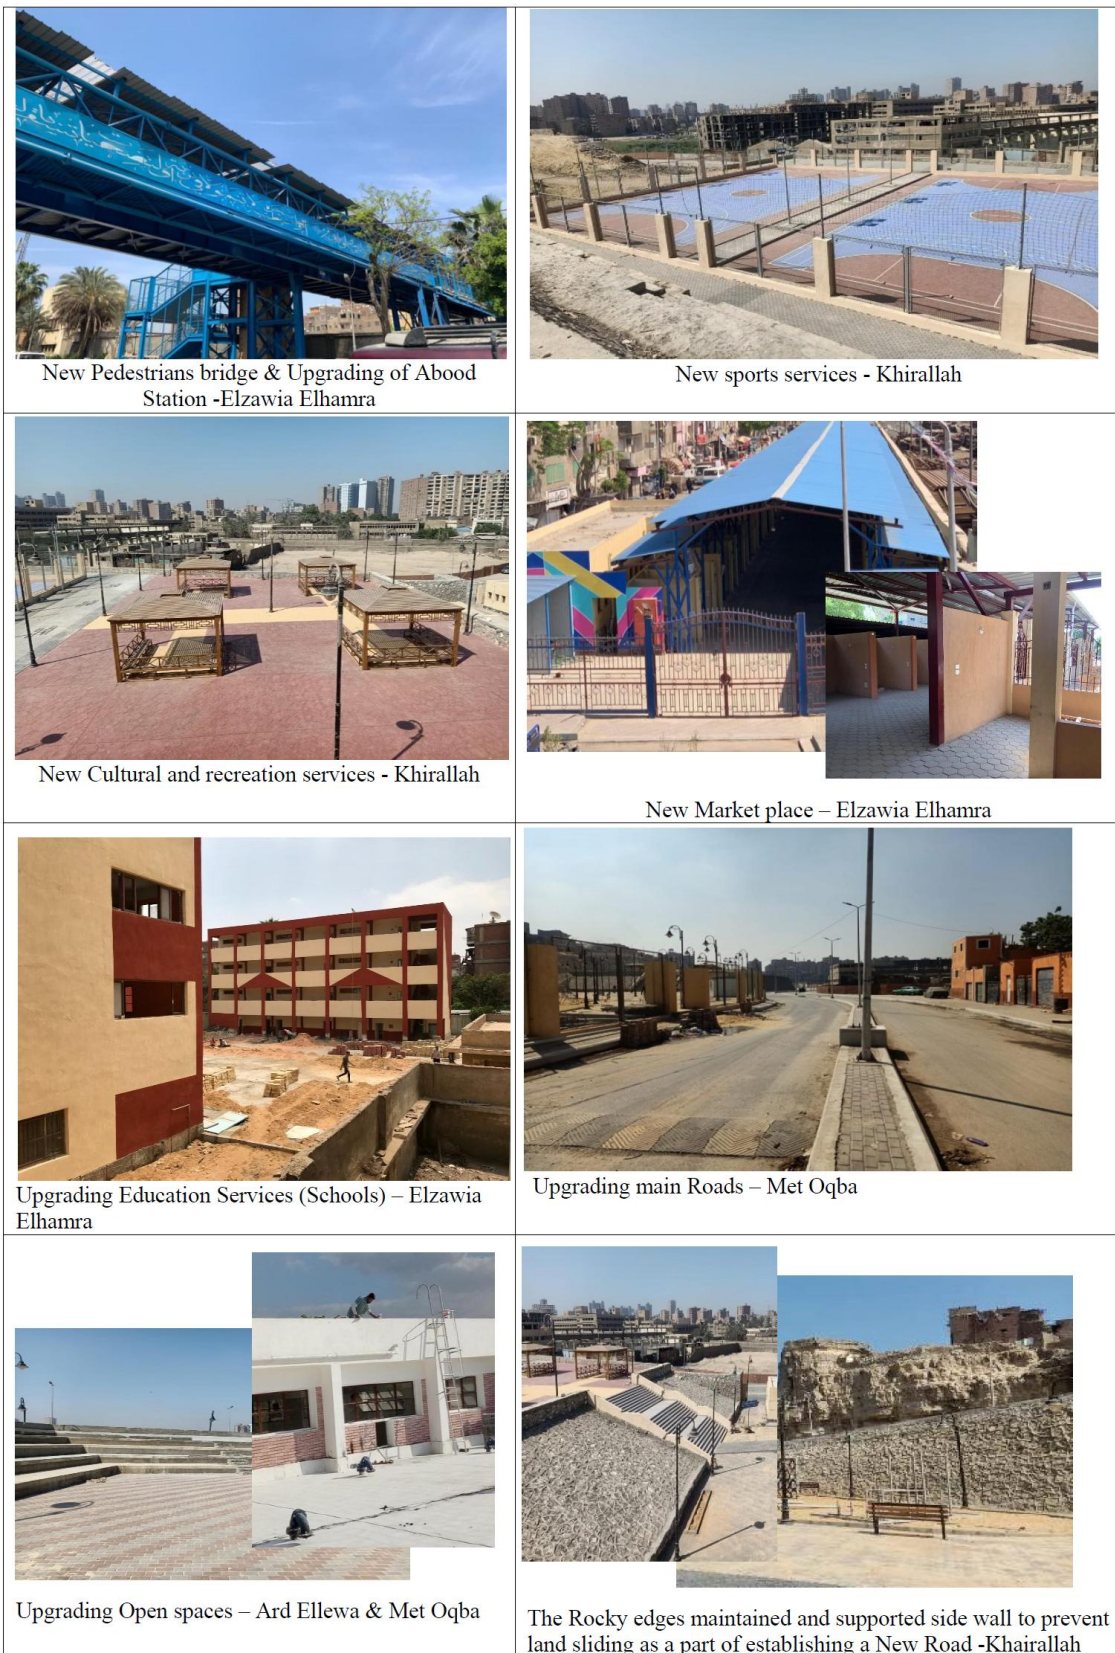 New Pedestrians bridge & Upgrading of Abood
Station -Elzawia Elhamra
New sports services - Khirallah
New Cultural and recreation services - Khirallah
New Market place – Elzawia Elhamra
Upgrading Education Services (Schools) – Elzawia
Elhamra
Upgrading main Roads – Met Oqba
Upgrading Open spaces – Ard Ellewa & Met Oqba
The Rocky edges maintained and supported side wall to prevent
land sliding as a part of establishing a New Road -Khairallah